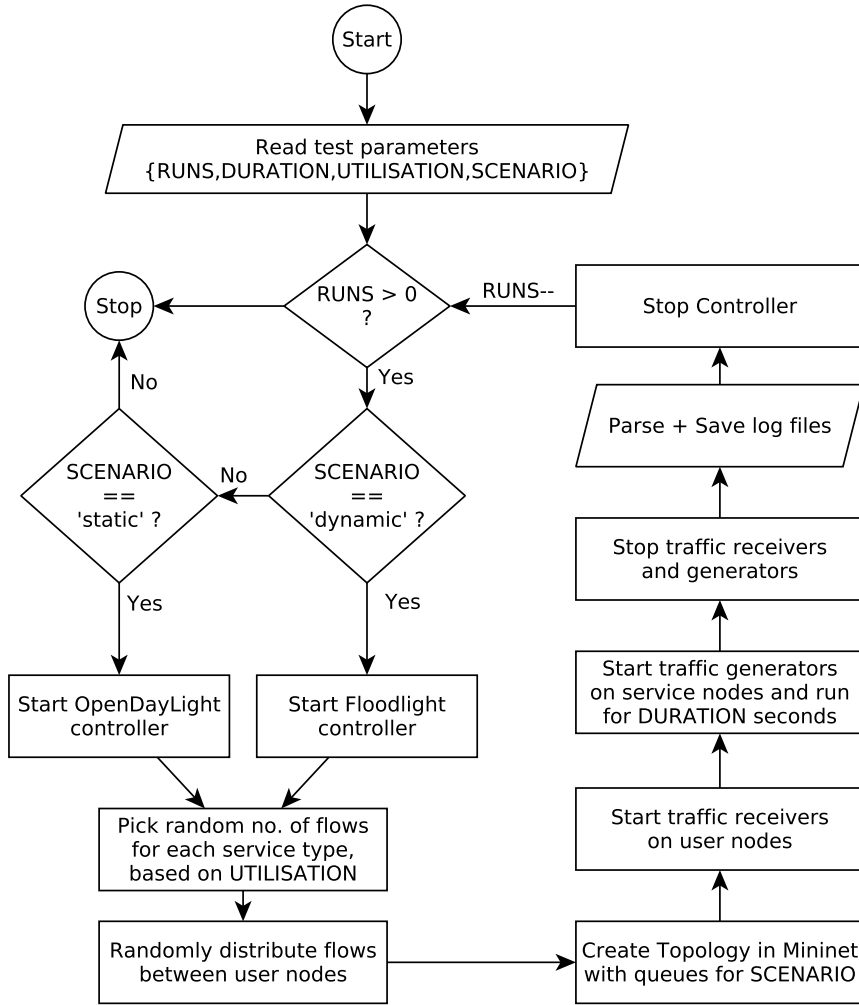 Start
Read test parameters
{RUNS,DURATION,UTILISATION,SCENARIO}
RUNS > 0
?
Stop
RUNS--
Stop Controller
Yes
No
Parse + Save log files
SCENARIO
==
'static' ?
No
SCENARIO
==
'dynamic' ?
Stop traffic receivers
and generators
Yes
Yes
Start OpenDayLight
controller
Start Floodlight
controller
Start traffic generators
on service nodes and run
for DURATION seconds
Pick random no. of flows
for each service type,
based on UTILISATION
Start traffic receivers
on user nodes
Randomly distribute flows
between user nodes
Create Topology in Mininet
with queues for SCENARIO